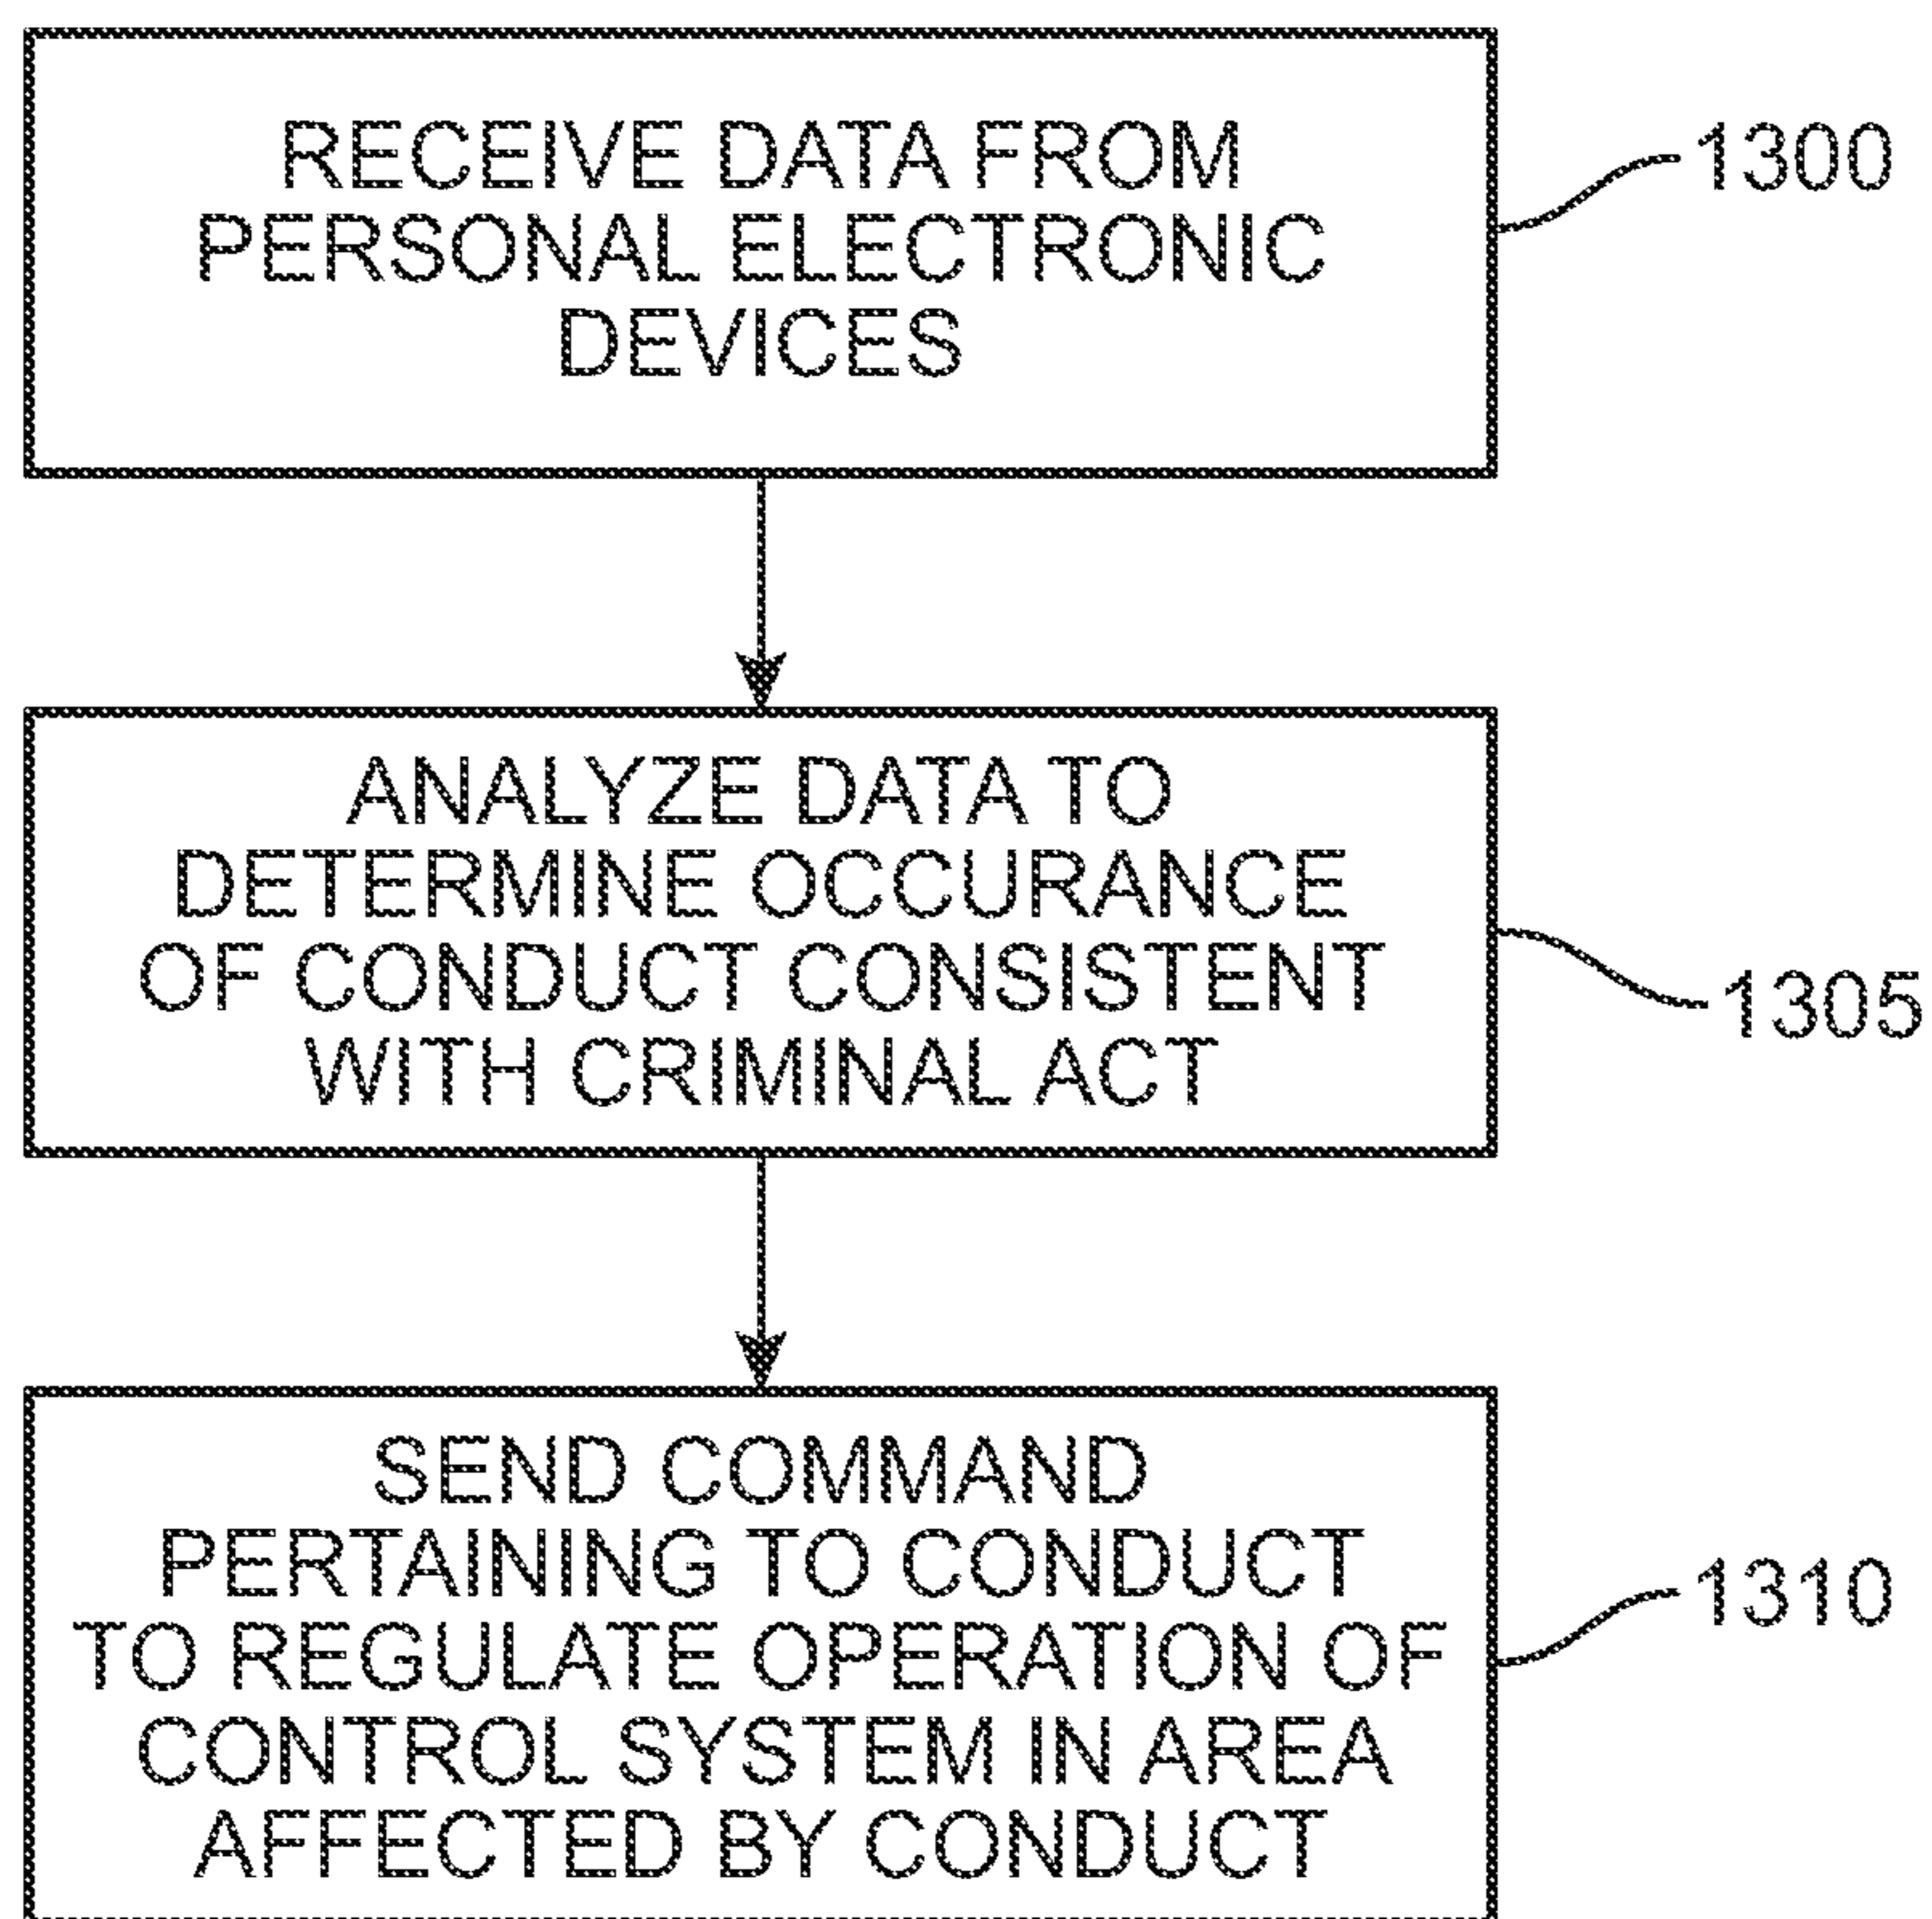 RECEIVE DATA FROM
PERSONAL ELECTRONIC
DEVICES
1300
ANALYZE DATA TO
DETERMINE OCCURANCE
OF CONDUCT CONSISTENT
WITH CRIMINAL ACT
1305
SEND COMMAND
PERTAINING TO CONDUCT
TO REGULATE OPERATION OF
CONTROL SYSTEM IN AREA
AFFECTED BY CONDUCT
1310